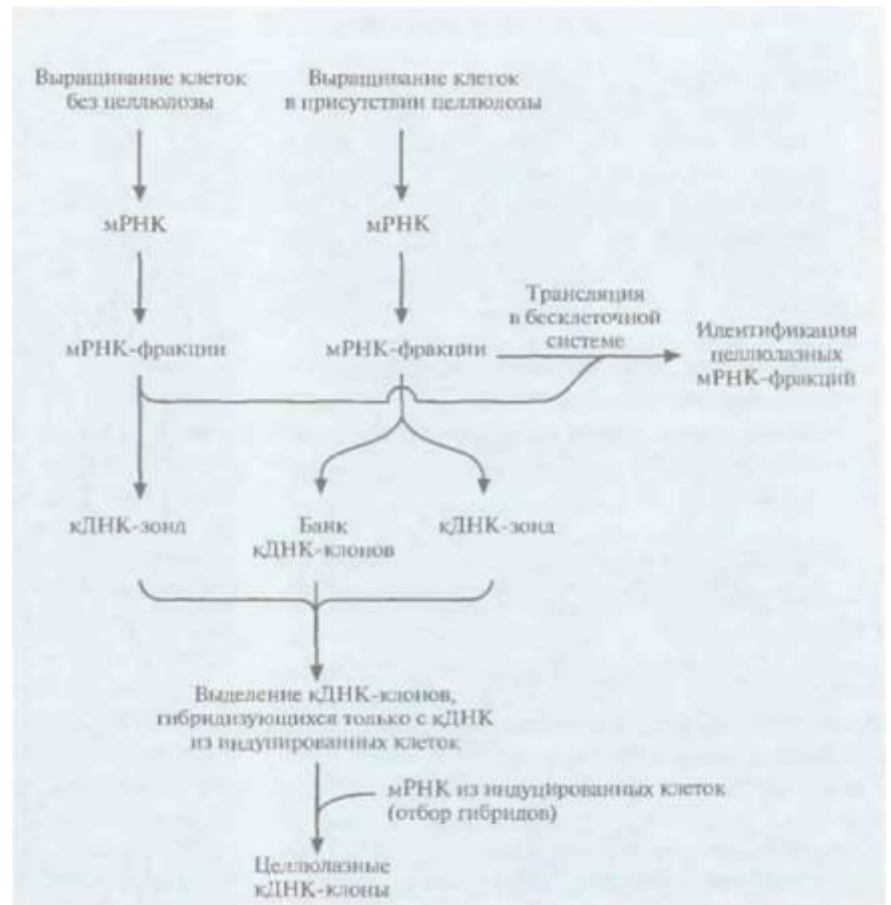 Выращивание клеток
без целлюлозы
Выращивание клеток
в присутствии целлюлозы
мРНК
мРНК
мРНК-фракции
мРНК-фракции
Трансляция
в бесклеточной
системе
Идентификация
целлюлазных
мРНК-фракций
кДНК-зонд
Банк
кДНК-клонов
кДНК-зонд
Выделение кДНК-клонов,
гибридизующихся только с кДНК
из индуцированных клеток
мРНК из индуцированных клеток
(отбор гибридов)
Целлюлазные
кДНК-клоны